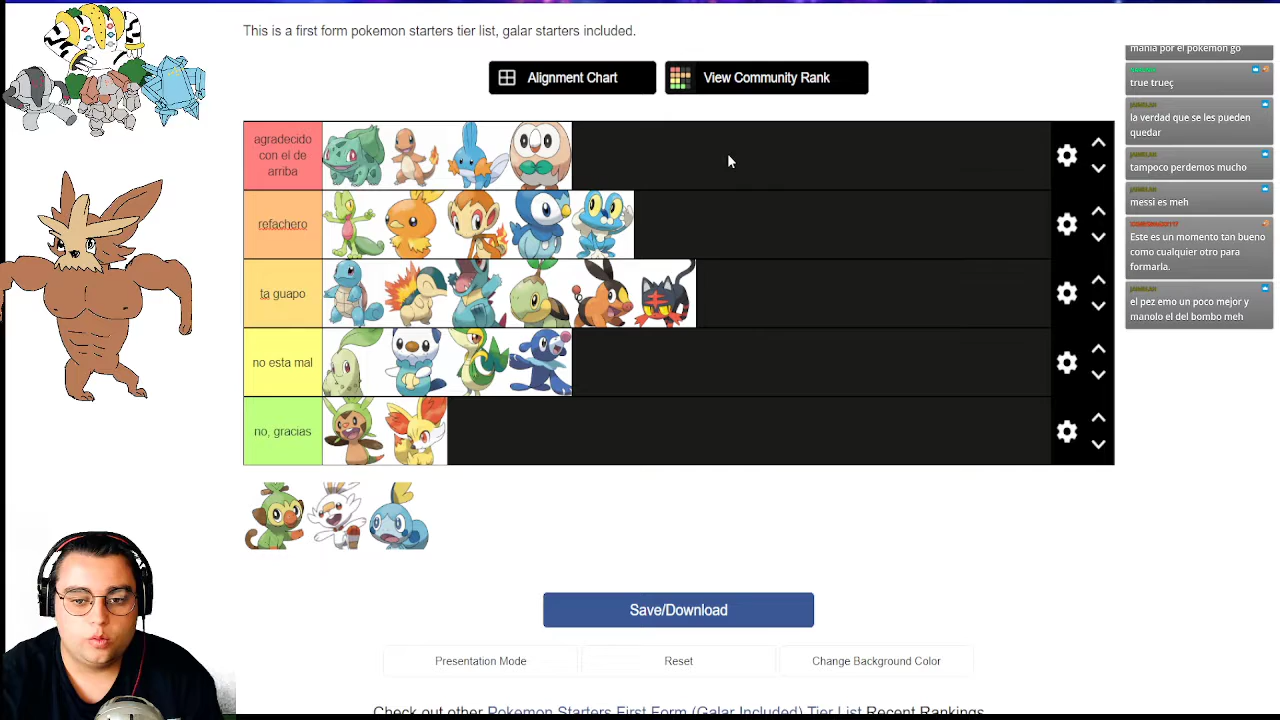 This is a first form pokemon starters tier list, galar starters included.
Alignment Chart
View Community Rank
agradecido
con el de
arriba
refachero
ta guapo
no esta mal
no, gracias
Save/Download
Presentation Mode
Reset
Change Background Color
Check out other Pokemon Starters First Form (Galar Included) Tier List Recent Rankings
mania por el pokemon go
true trueç
la verdad que se les pueden
quedar
tampoco perdemos mucho
messi es meh
Este es un momento tan bueno
como cualquier otro para
formarla.
el pez emo un poco mejor y
manolo el del bombo meh